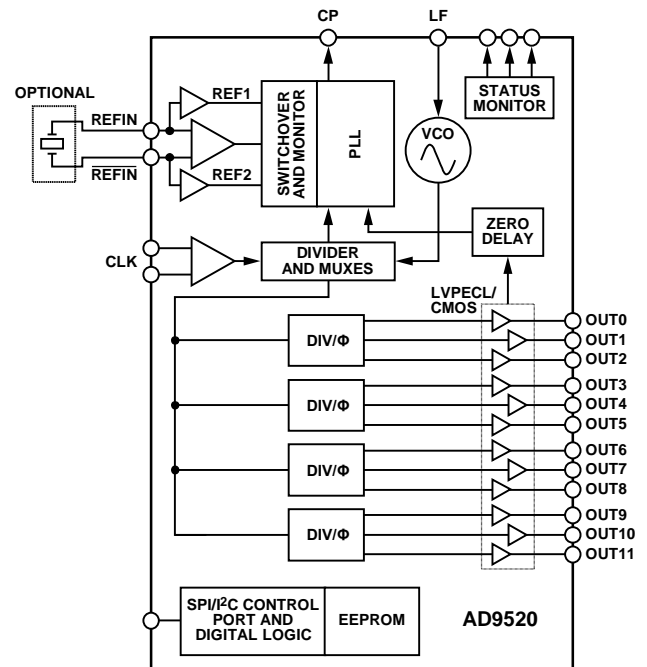 CP
LF
OPTIONAL
REFIN
REFIN
REF1
REF2
SWITCHOVER
AND MONITOR
PLL
VCO
STATUS
MONITOR
ZERO
DELAY
CLK
DIVIDER
AND MUXES
LVPECL/
CMOS
DIV/Φ
OUT0
OUT1
OUT2
DIV/Φ
OUT3
OUT4
OUT5
DIV/Φ
OUT6
OUT7
OUT8
DIV/Φ
OUT9
OUT10
OUT11
SPI/I²C CONTROL
PORT AND
DIGITAL LOGIC
EEPROM
AD9520